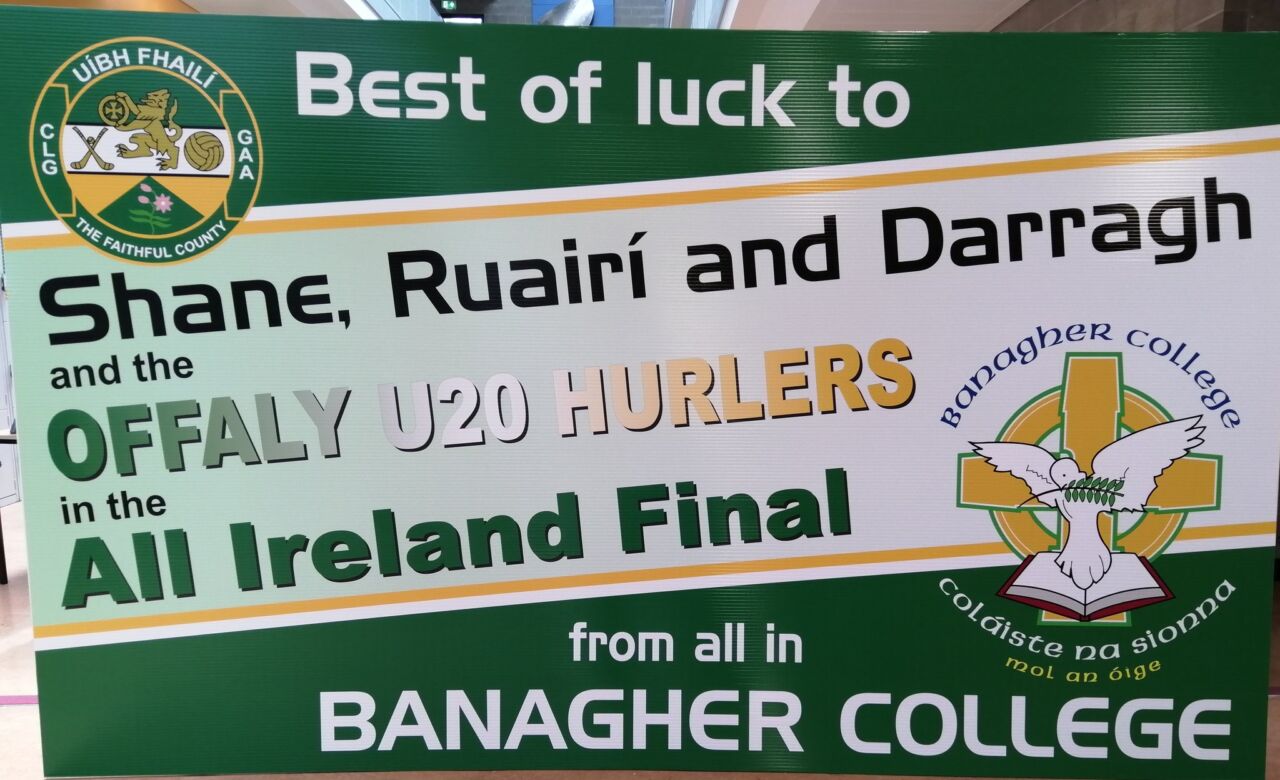 UÍBH FHAILÍ
CLG
GAA
THE FAITHFUL COUNTY
Best of luck to
Shane, Ruairí and Darragh
and the
OFFALY U20 HURLERS
in the
All Ireland Final
BANAGHER COLLEGE
COLÁISTE NA SIONNA
MOL AN ÓIGE
from all in
BANAGHER COLLEGE